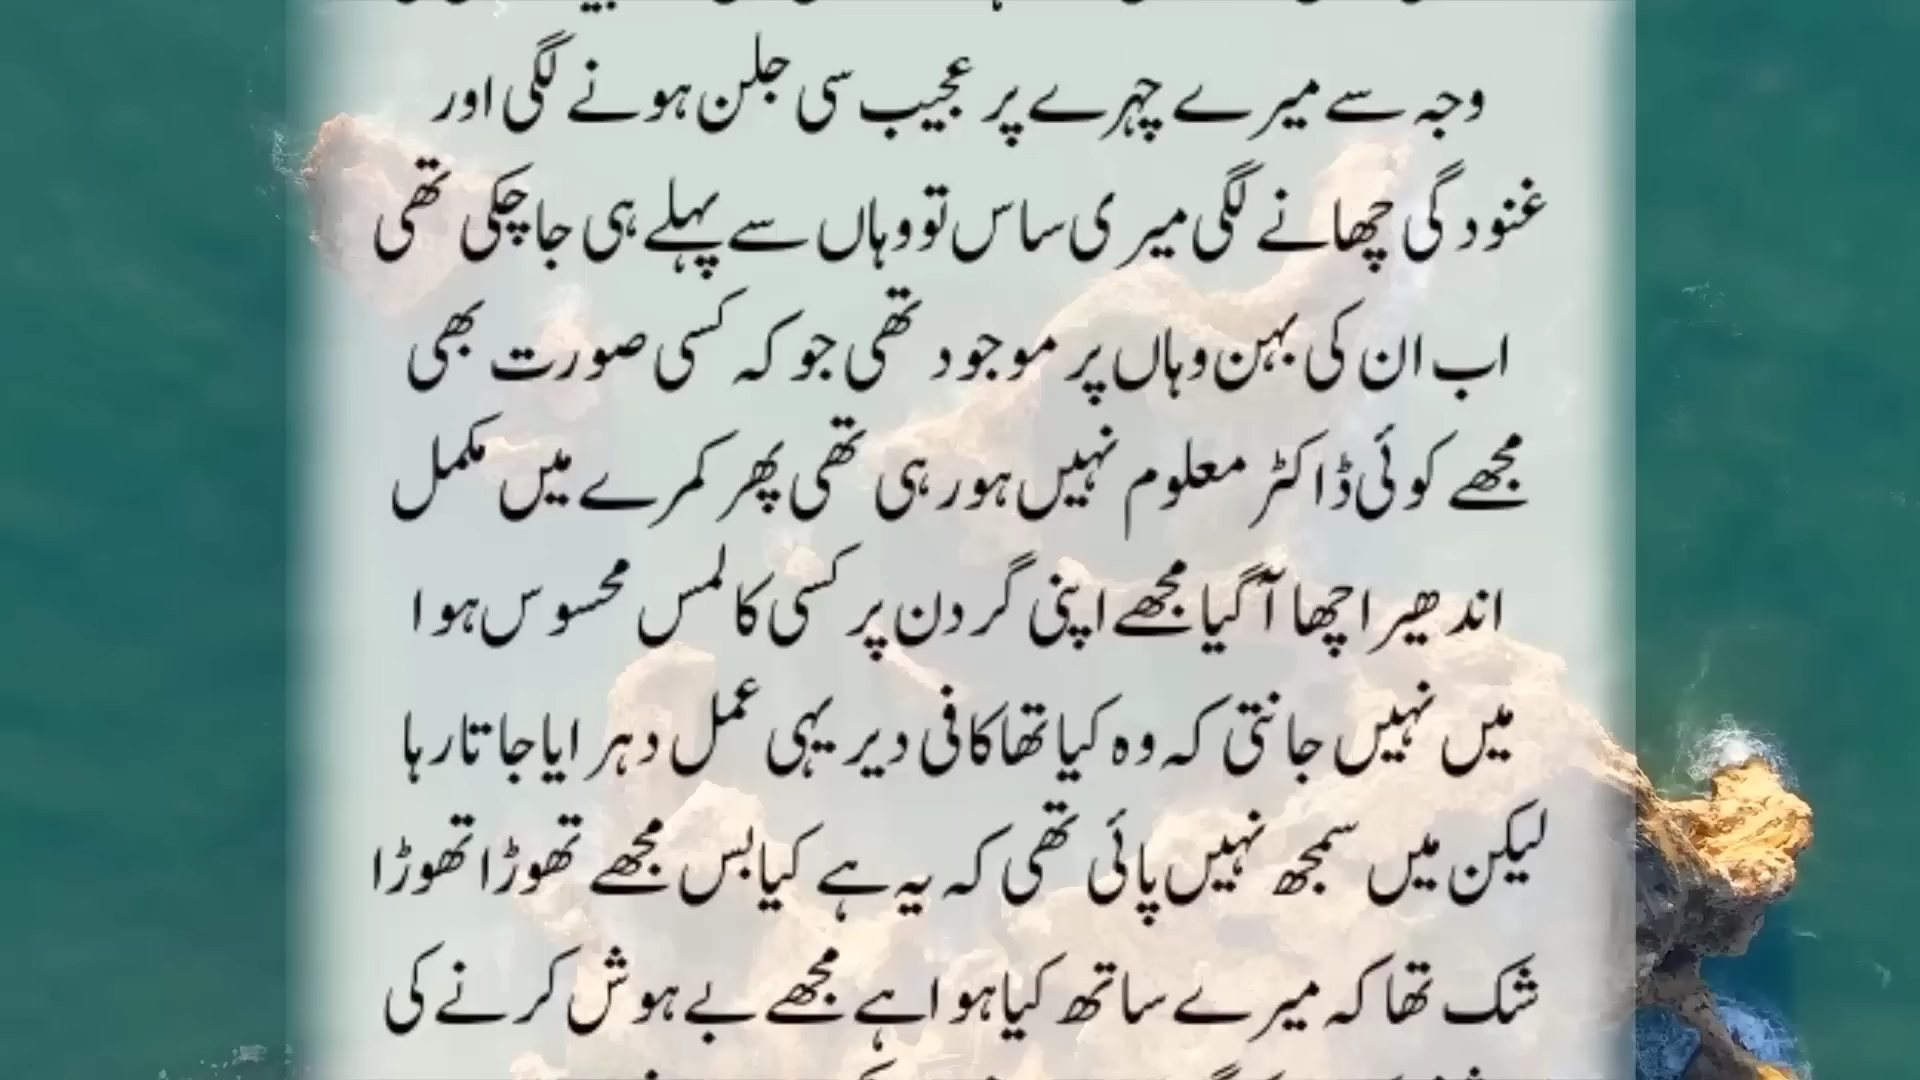 وجہ سے میرے چہرے پر عجیب سی جلن ہونے لگی اور
غنودگی چھانے لگی میری ساس تو وہاں سے پہلے ہی جا چکی تھی
اب ان کی بہن وہاں پر موجود تھی جو کہ کسی صورت بھی
مجھے کوئی ڈاکٹر معلوم نہیں ہو رہی تھی پھر کمرے میں مکمل
اندھیرا چھا آگیا مجھے اپنی گردن پر کسی کا لمس محسوس ہوا
میں نہیں جانتی کہ وہ کیا تھا کافی دیر یہی عمل دہرایا جاتا رہا
لیکن میں سمجھ نہیں پائی تھی کہ یہ ہے کیا بس مجھے تھوڑا تھوڑا
شک تھا کہ میرے ساتھ کیا ہوا ہے مجھے بے ہوش کرنے کی